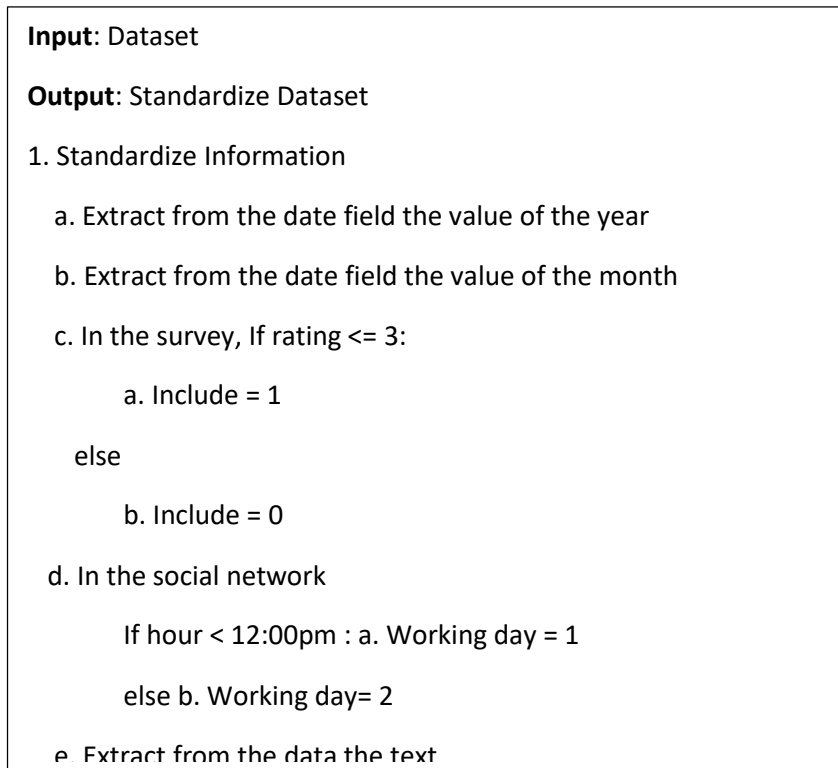 Input: Dataset
Output: Standardize Dataset
1. Standardize Information
a. Extract from the date field the value of the year
b. Extract from the date field the value of the month
c. In the survey, If rating <= 3:
a. Include = 1
else
b. Include = 0
d. In the social network
If hour < 12:00pm : a. Working day = 1
else b. Working day= 2
e. Extract from the data the text